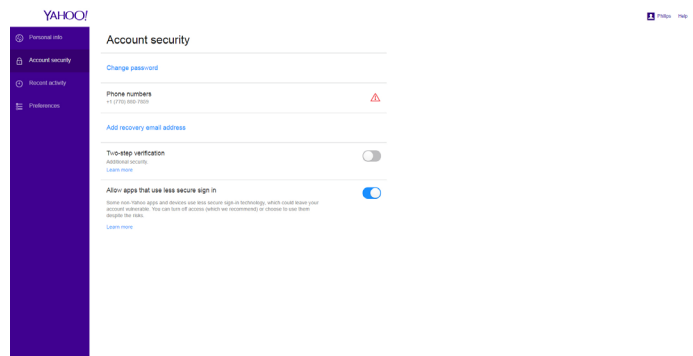 YAHOO!
Philips Help
Personal info
Account security
Recent activity
Preferences
Account security
Change password
Phone numbers
Add recovery email address
Two-step verification
Additional security.
Learn more
Allow apps that use less secure sign in
Some non-Yahoo apps and devices use less secure sign-in technology, which could leave your
account vulnerable. You can turn off access (which we recommend) or choose to use them
despite the risks.
Learn more